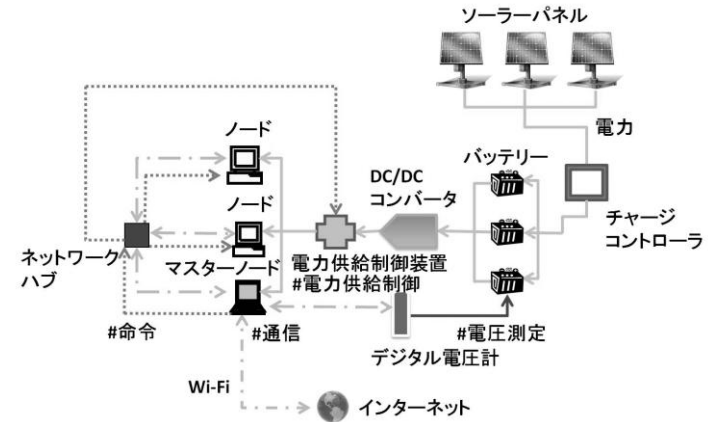 ソーラーパネル
電力
ノード
バッテリー
DC/DC
コンバータ
ノード
チャージ
コントローラ
ネットワーク
ハブ
マスターノード
電力供給制御装置
#電力供給制御
#命令
#通信
#電圧測定
デジタル電圧計
Wi-Fi
インターネット